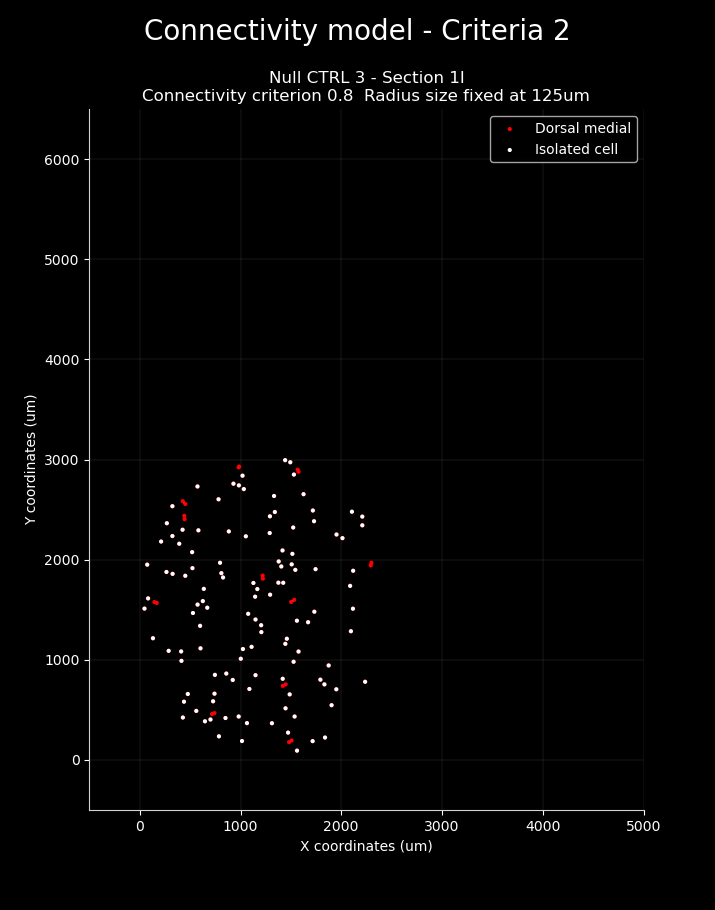 Connectivity model - Criteria 2
Null CTRL 3 - Section 1l
Connectivity criterion 0.8  Radius size fixed at 125um
Dorsal medial
Isolated cell
6000
5000
4000
3000
2000
1000
0
Y coordinates (um)
0 1000 2000 3000 4000 5000
X coordinates (um)